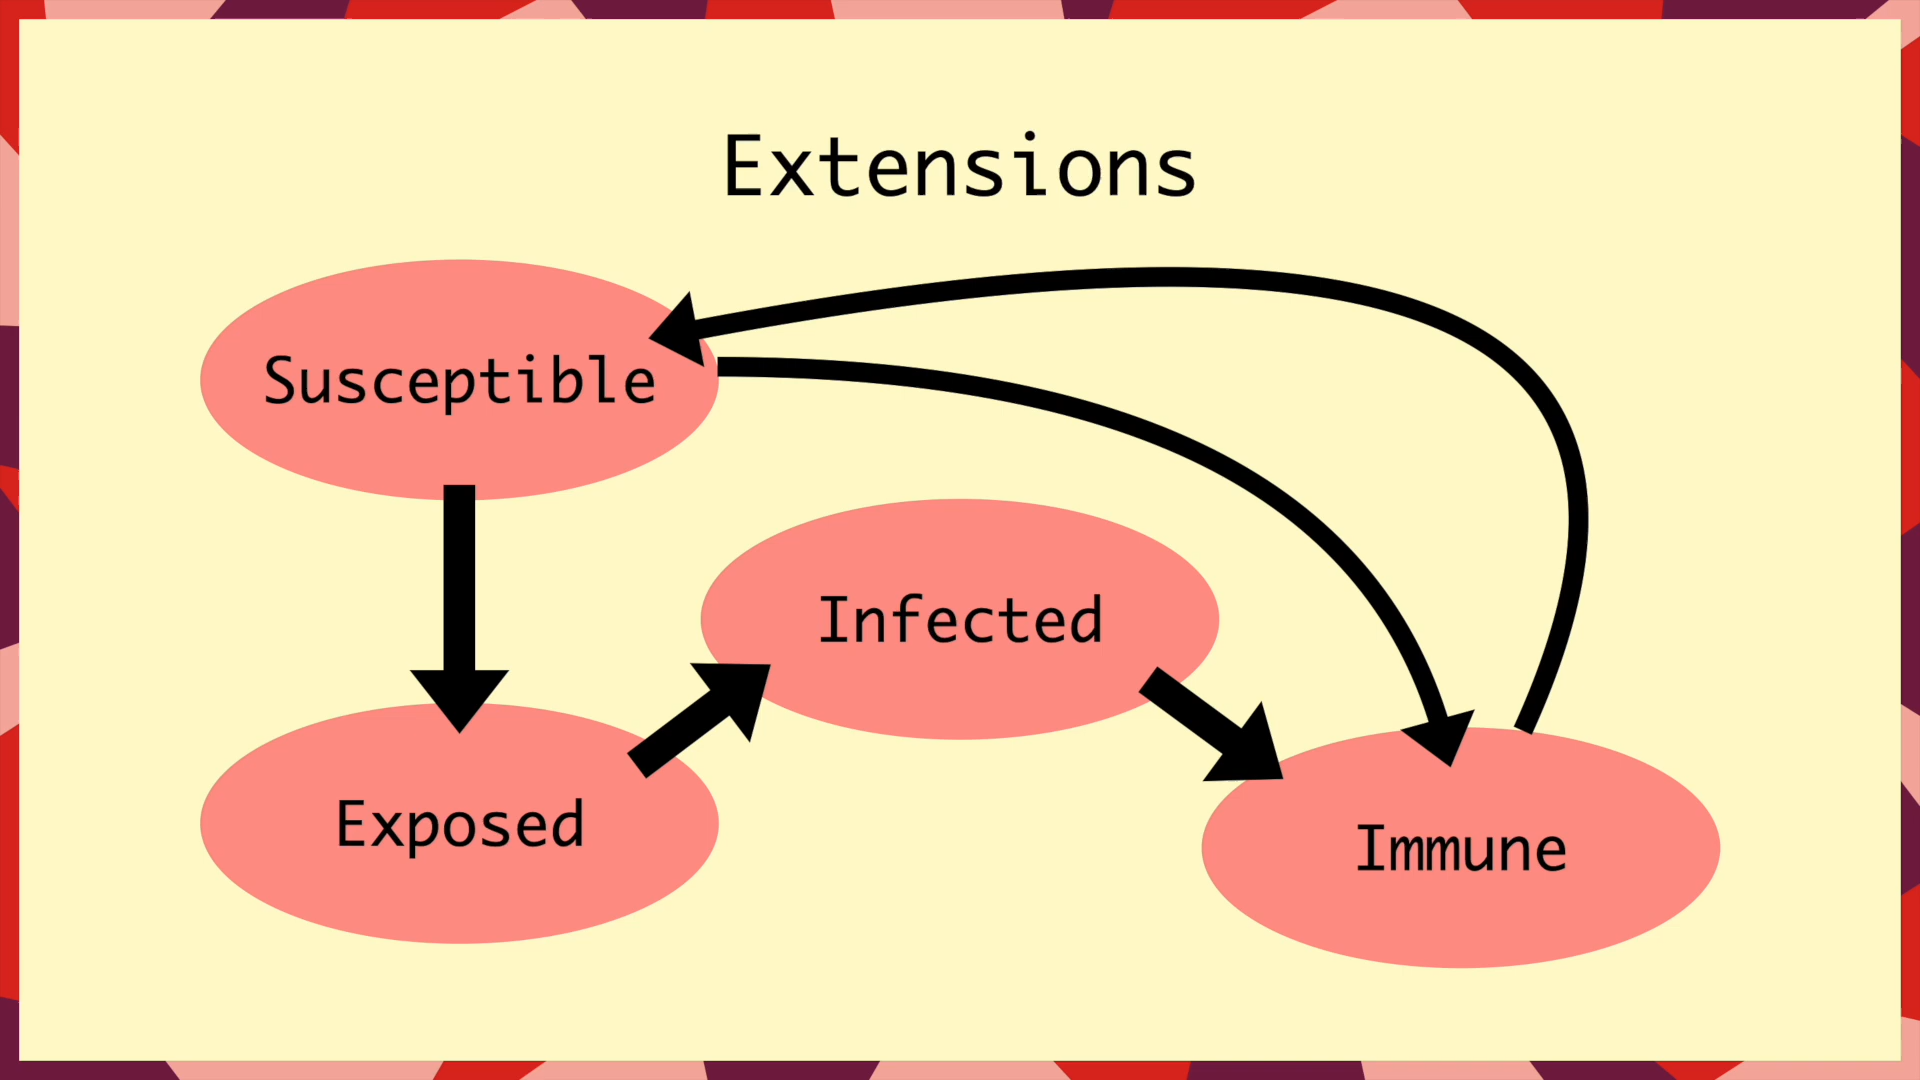 Extensions
Susceptible
Infected
Exposed
Immune